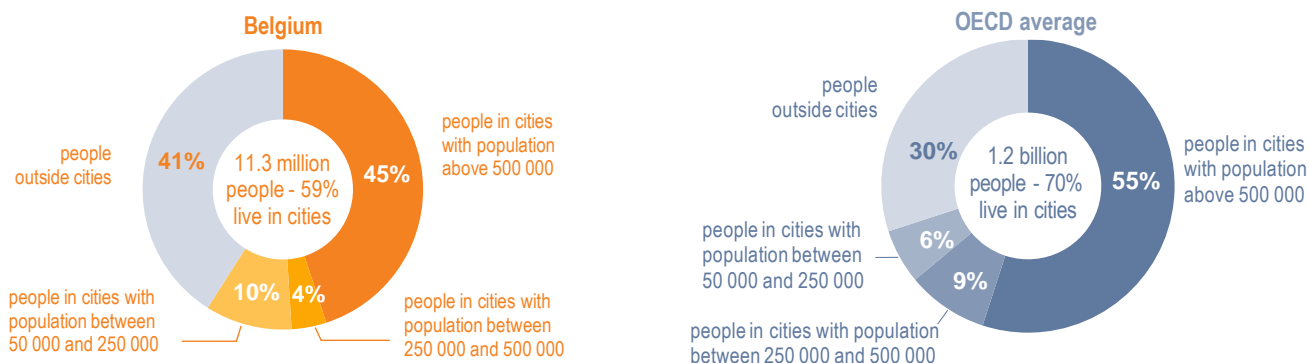 Belgium
people
outside cities
41%
11.3 million
people - 59%
live in cities
45%
people in cities
with population
above 500 000
10%
4%
people in cities with
population between
50 000 and 250 000
people in cities with
population between
250 000 and 500 000
OECD average
people
outside cities
30%
1.2 billion
people - 70%
live in cities
55%
people in cities
with population
above 500 000
6%
9%
people in cities with
population between
50 000 and 250 000
people in cities with population
between 250 000 and 500 000